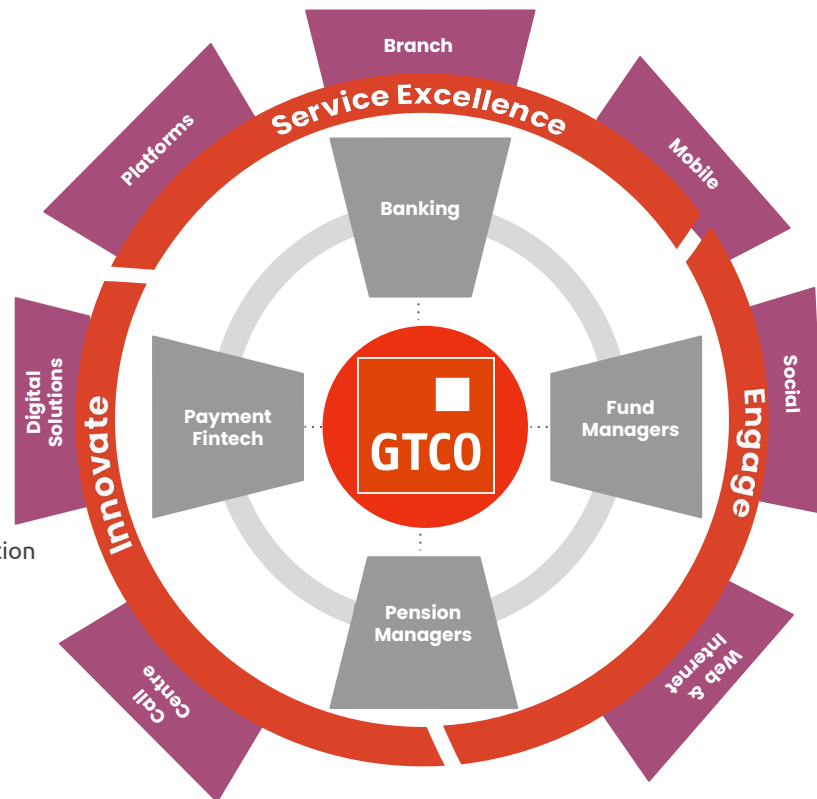 Branch
Platforms
Service Excellence
Mobile
Banking
Digital
Solutions
Innovate
Payment
Fintech
GTCO
Fund
Managers
Engage
Social
tion
Pension
Managers
Call
Centre
Web &
Internet